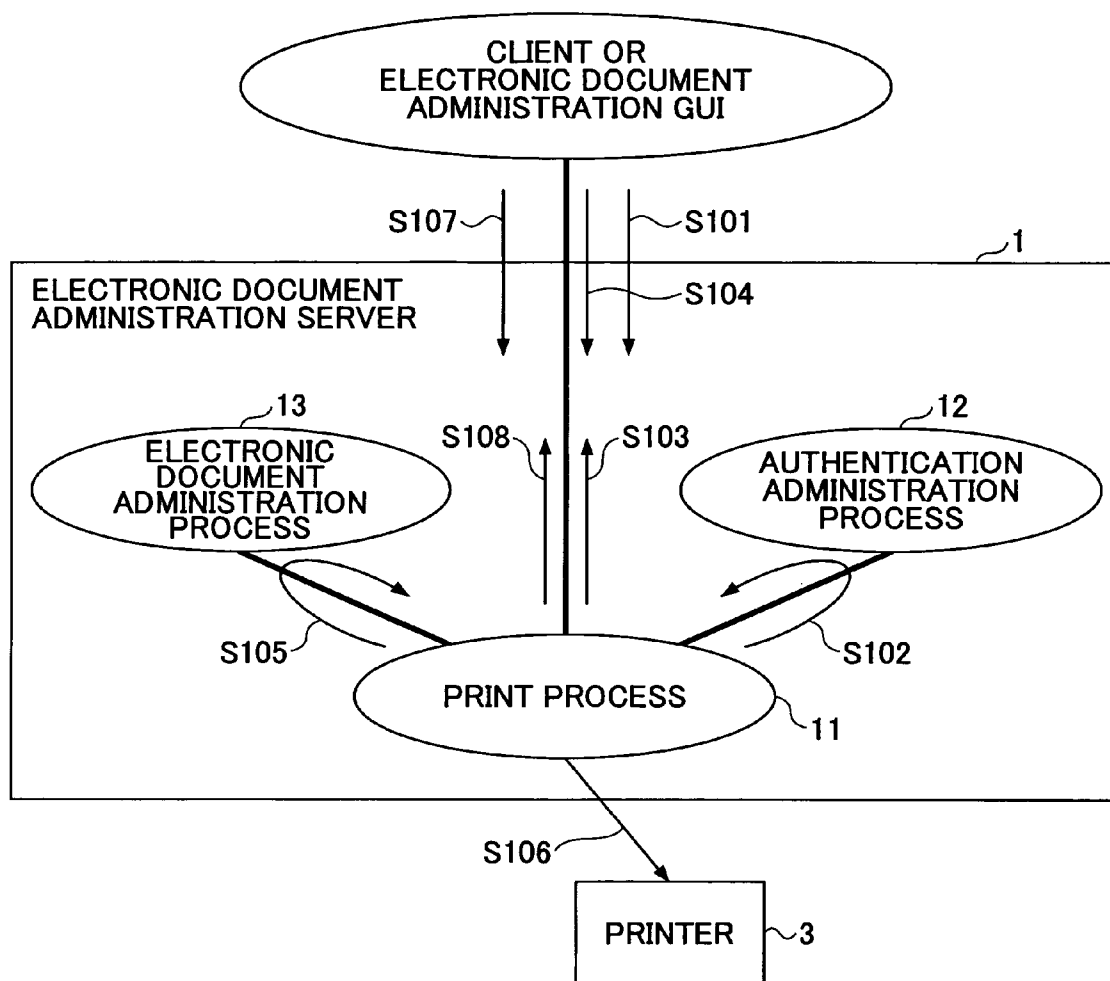 CLIENT OR
ELECTRONIC DOCUMENT
ADMINISTRATION GUI
S107
S101
S104
1
ELECTRONIC DOCUMENT
ADMINISTRATION SERVER
13
12
S108
S103
ELECTRONIC
DOCUMENT
ADMINISTRATION
PROCESS
AUTHENTICATION
ADMINISTRATION
PROCESS
S105
S102
PRINT PROCESS
11
S106
PRINTER
3